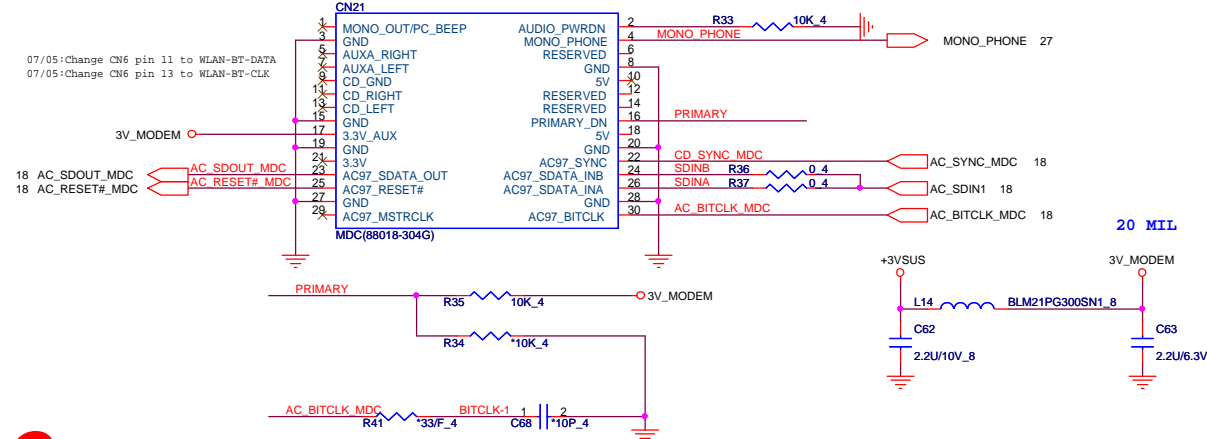 CN21
1 MONO_OUT/PC_BEEP AUDIO_PWRDN 2 R33 10K_4
3 GND MONO_PHONE 4 MONO_PHONE MONO_PHONE 27
5 AUXA_RIGHT RESERVED 6
07/05:Change CN6 pin 11 to WLAN-BT-DATA
7 AUXA_LEFT GND 8
07/05:Change CN6 pin 13 to WLAN-BT-CLK
9 CD_GND 5V 10
11 CD_RIGHT RESERVED 12
13 CD_LEFT RESERVED 14
15 GND PRIMARY_DN 16 PRIMARY
3V_MODEM 17 3.3V_AUX 5V 18
19 GND GND 20
21 3.3V AC97_SYNC 22 CD_SYNC_MDC AC_SYNC_MDC 18
18 AC_SDOUT_MDC AC_SDOUT_MDC 23 AC97_SDATA_OUT AC97_SDATA_INB 24 SDINB R36 0_4
18 AC_RESET#_MDC AC_RESET#_MDC 25 AC97_RESET# AC97_SDATA_INA 26 SDINA R37 0_4 AC_SDIN1 18
27 GND GND 28
29 AC97_MSTRCLK AC97_BITCLK 30 AC_BITCLK_MDC AC_BITCLK_MDC 18
MDC(88018-304G)
20 MIL
+3VSUS 3V_MODEM
PRIMARY R35 10K_4 3V_MODEM
L14 BLM21PG300SN1_8
R34 *10K_4
C62 C63
2.2U/10V_8 2.2U/6.3V
AC_BITCLK_MDC R41 *33/F_4 BITCLK-1 1 C68 2 *10P_4